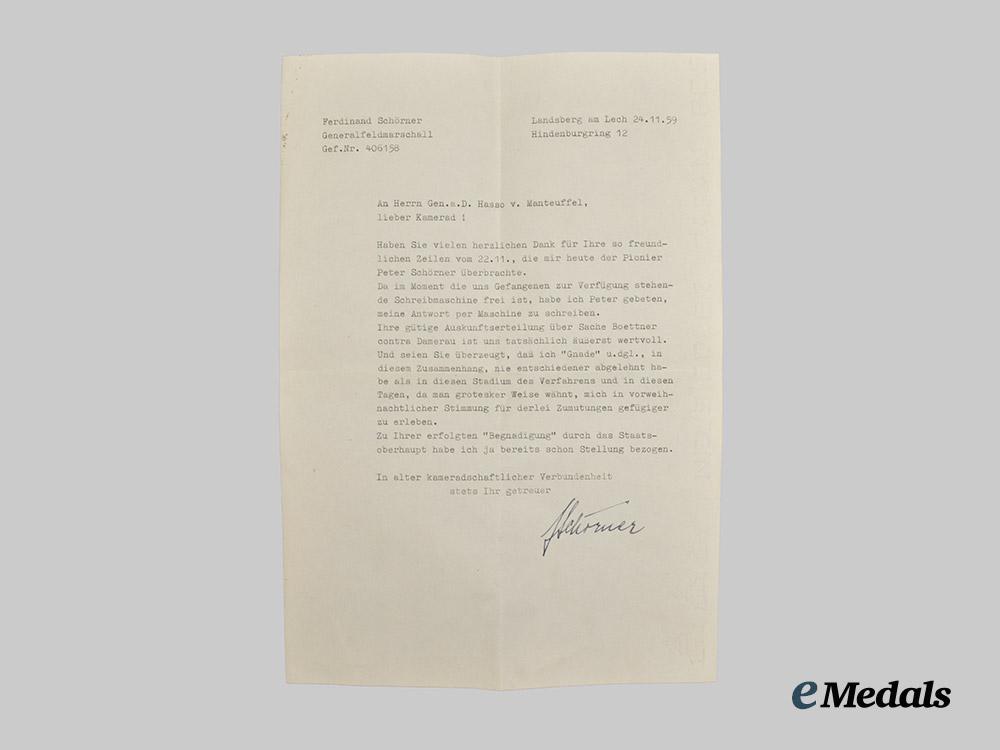 Ferdinand Schörner
Generalfeldmarschall
Gef.Nr. 406158
Landsberg am Lech 24.11.59
Hindenburgring 12
An Herrn Gen.a.D. Hasso v. Manteuffel,
lieber Kamerad !
Haben Sie vielen herzlichen Dank für Ihre so freund-
lichen Zeilen vom 22.11., die mir heute der Pionier
Peter Schörner überbrachte.
Da im Moment die uns Gefangenen zur Verfügung stehen-
de Schreibmaschine frei ist, habe ich Peter gebeten,
meine Antwort per Maschine zu schreiben.
Ihre gütige Auskunftserteilung über Sache Boettner
contra Damerau ist uns tatsächlich äußerst wertvoll.
Und seien Sie überzeugt, daß ich "Gnade" u.dgl., in
diesem Zusammenhang, nie entschiedener abgelehnt ha-
be als in diesen Stadium des Verfahrens und in diesen
Tagen, da man grotesker Weise wähnt, mich in vorweih-
nachtlicher Stimmung für derlei Zumutungen gefügiger
zu erleben.
Zu Ihrer erfolgten "Begnadigung" durch das Staats-
oberhaupt habe ich ja bereits schon Stellung bezogen.
In alter kameradschaftlicher Verbundenheit
stets Ihr getreuer
Schörner
eMedals